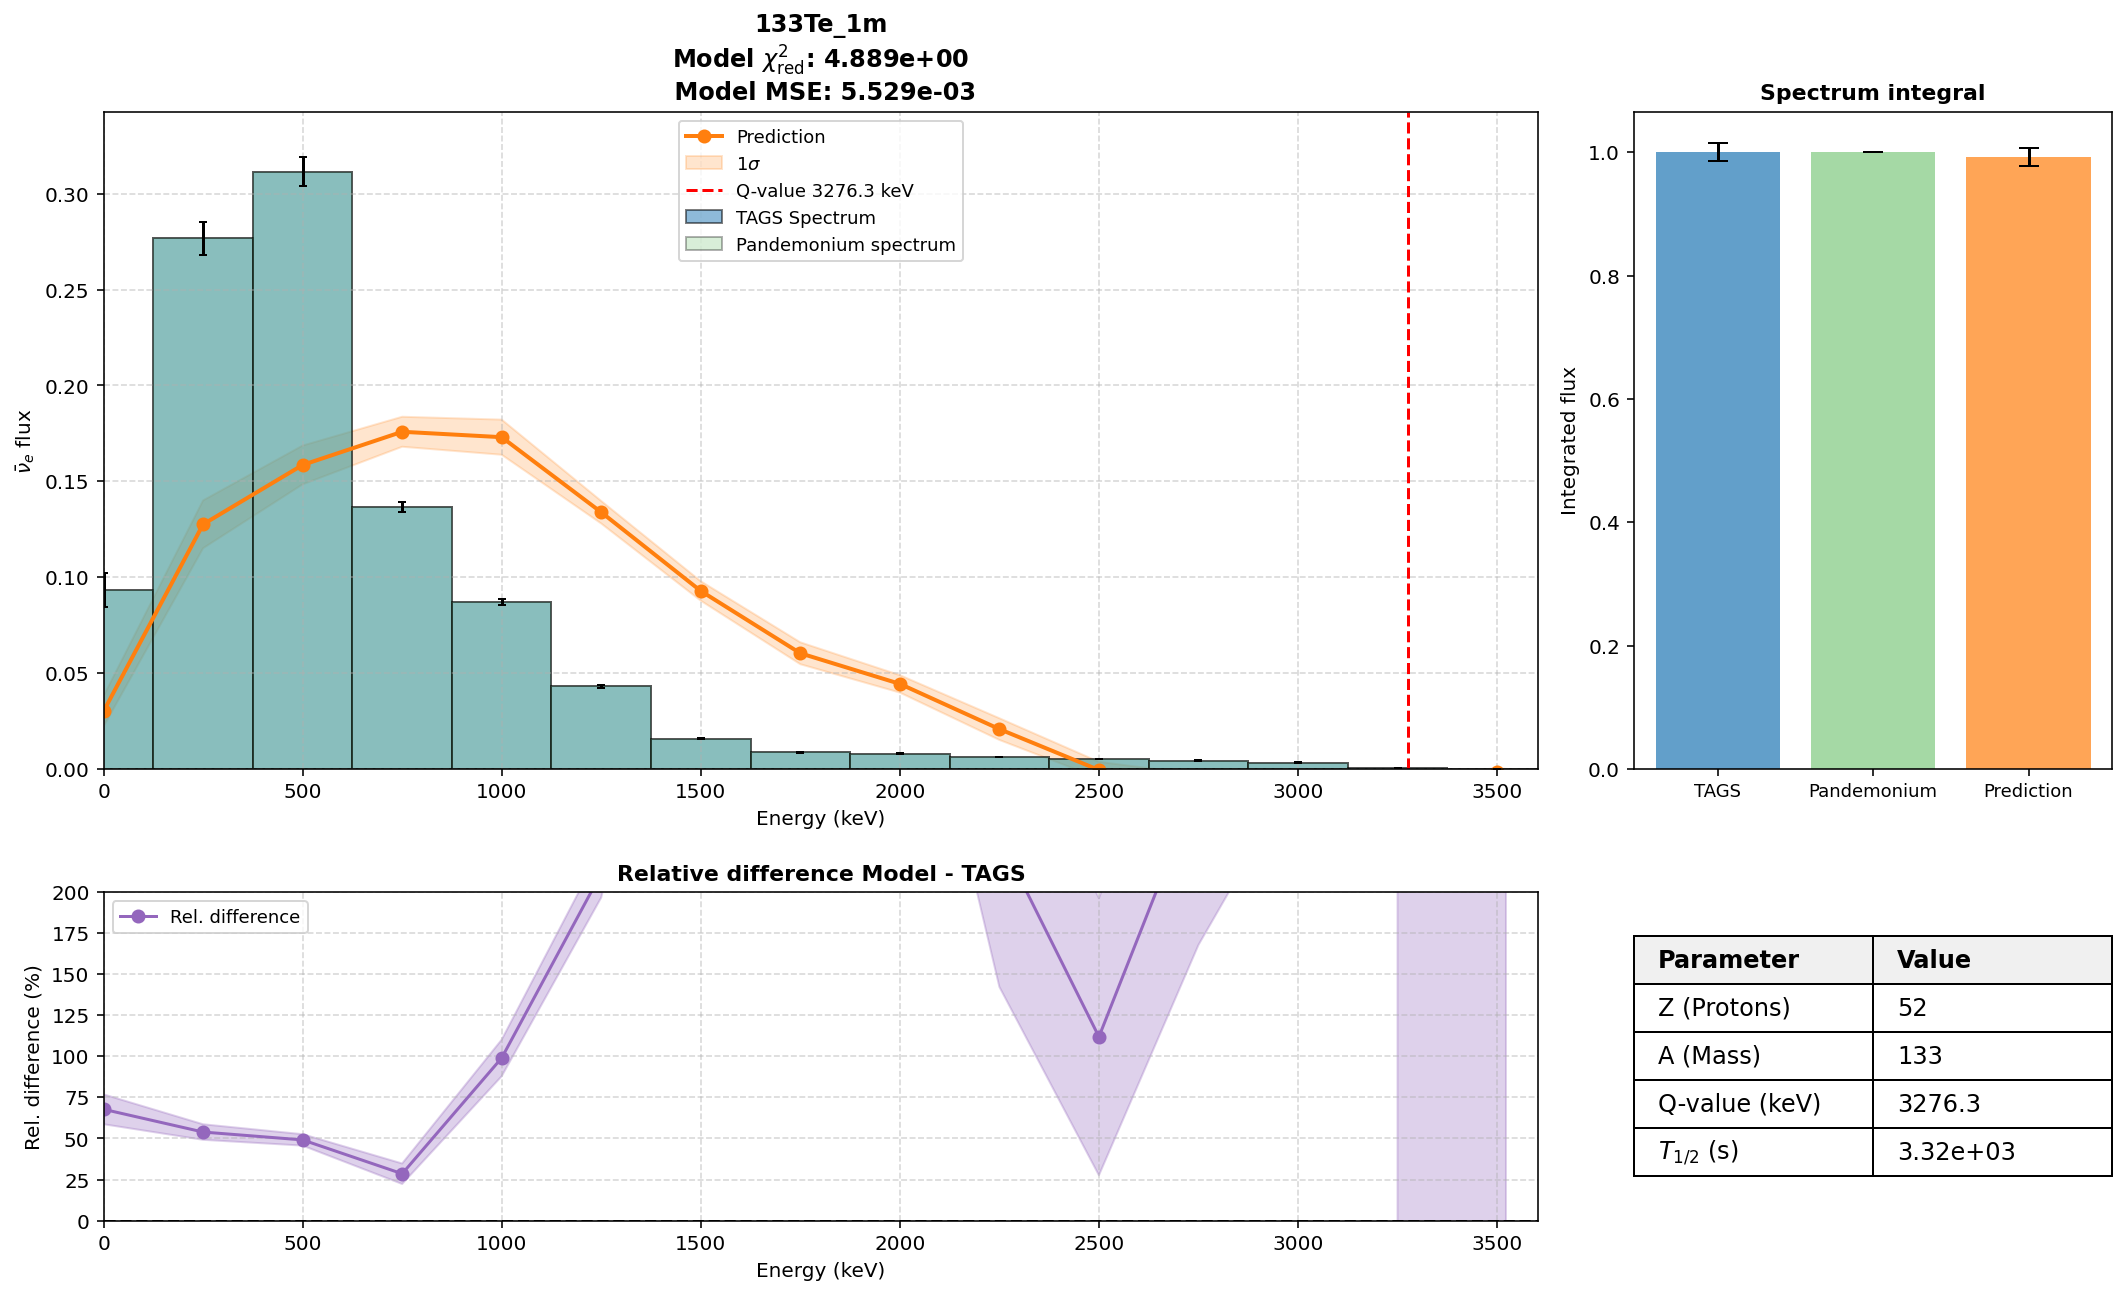 133Te_1m
Model χ²red: 4.889e+00
Model MSE: 5.529e-03
ν̄e flux
0.30
0.25
0.20
0.15
0.10
0.05
0.00
Prediction
1σ
Q-value 3276.3 keV
TAGS Spectrum
Pandemonium spectrum
0 500 1000 1500 2000 2500 3000 3500
Energy (keV)
Spectrum integral
Integrated flux
1.0
0.8
0.6
0.4
0.2
0.0
TAGS Pandemonium Prediction
Relative difference Model - TAGS
Rel. difference (%)
200
175
150
125
100
75
50
25
0
Rel. difference
0 500 1000 1500 2000 2500 3000 3500
Energy (keV)
Parameter Value
Z (Protons) 52
A (Mass) 133
Q-value (keV) 3276.3
T1/2 (s) 3.32e+03